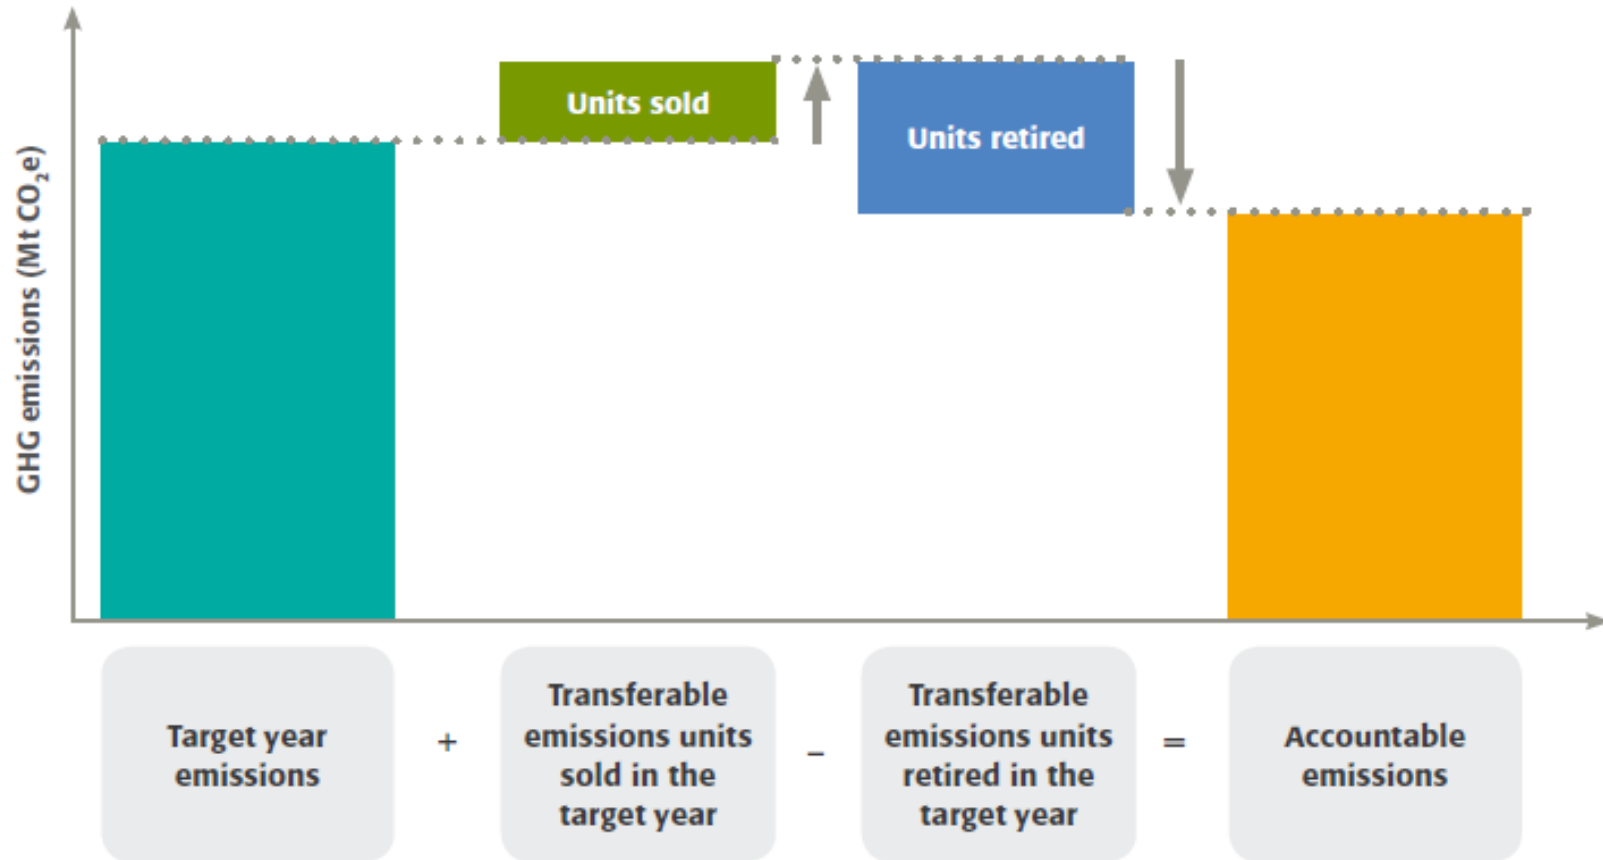 GHG emissions (Mt CO₂e)
Units sold
Units retired
Target year
emissions
+
Transferable
emissions units
sold in the
target year
–
Transferable
emissions units
retired in the
target year
=
Accountable
emissions